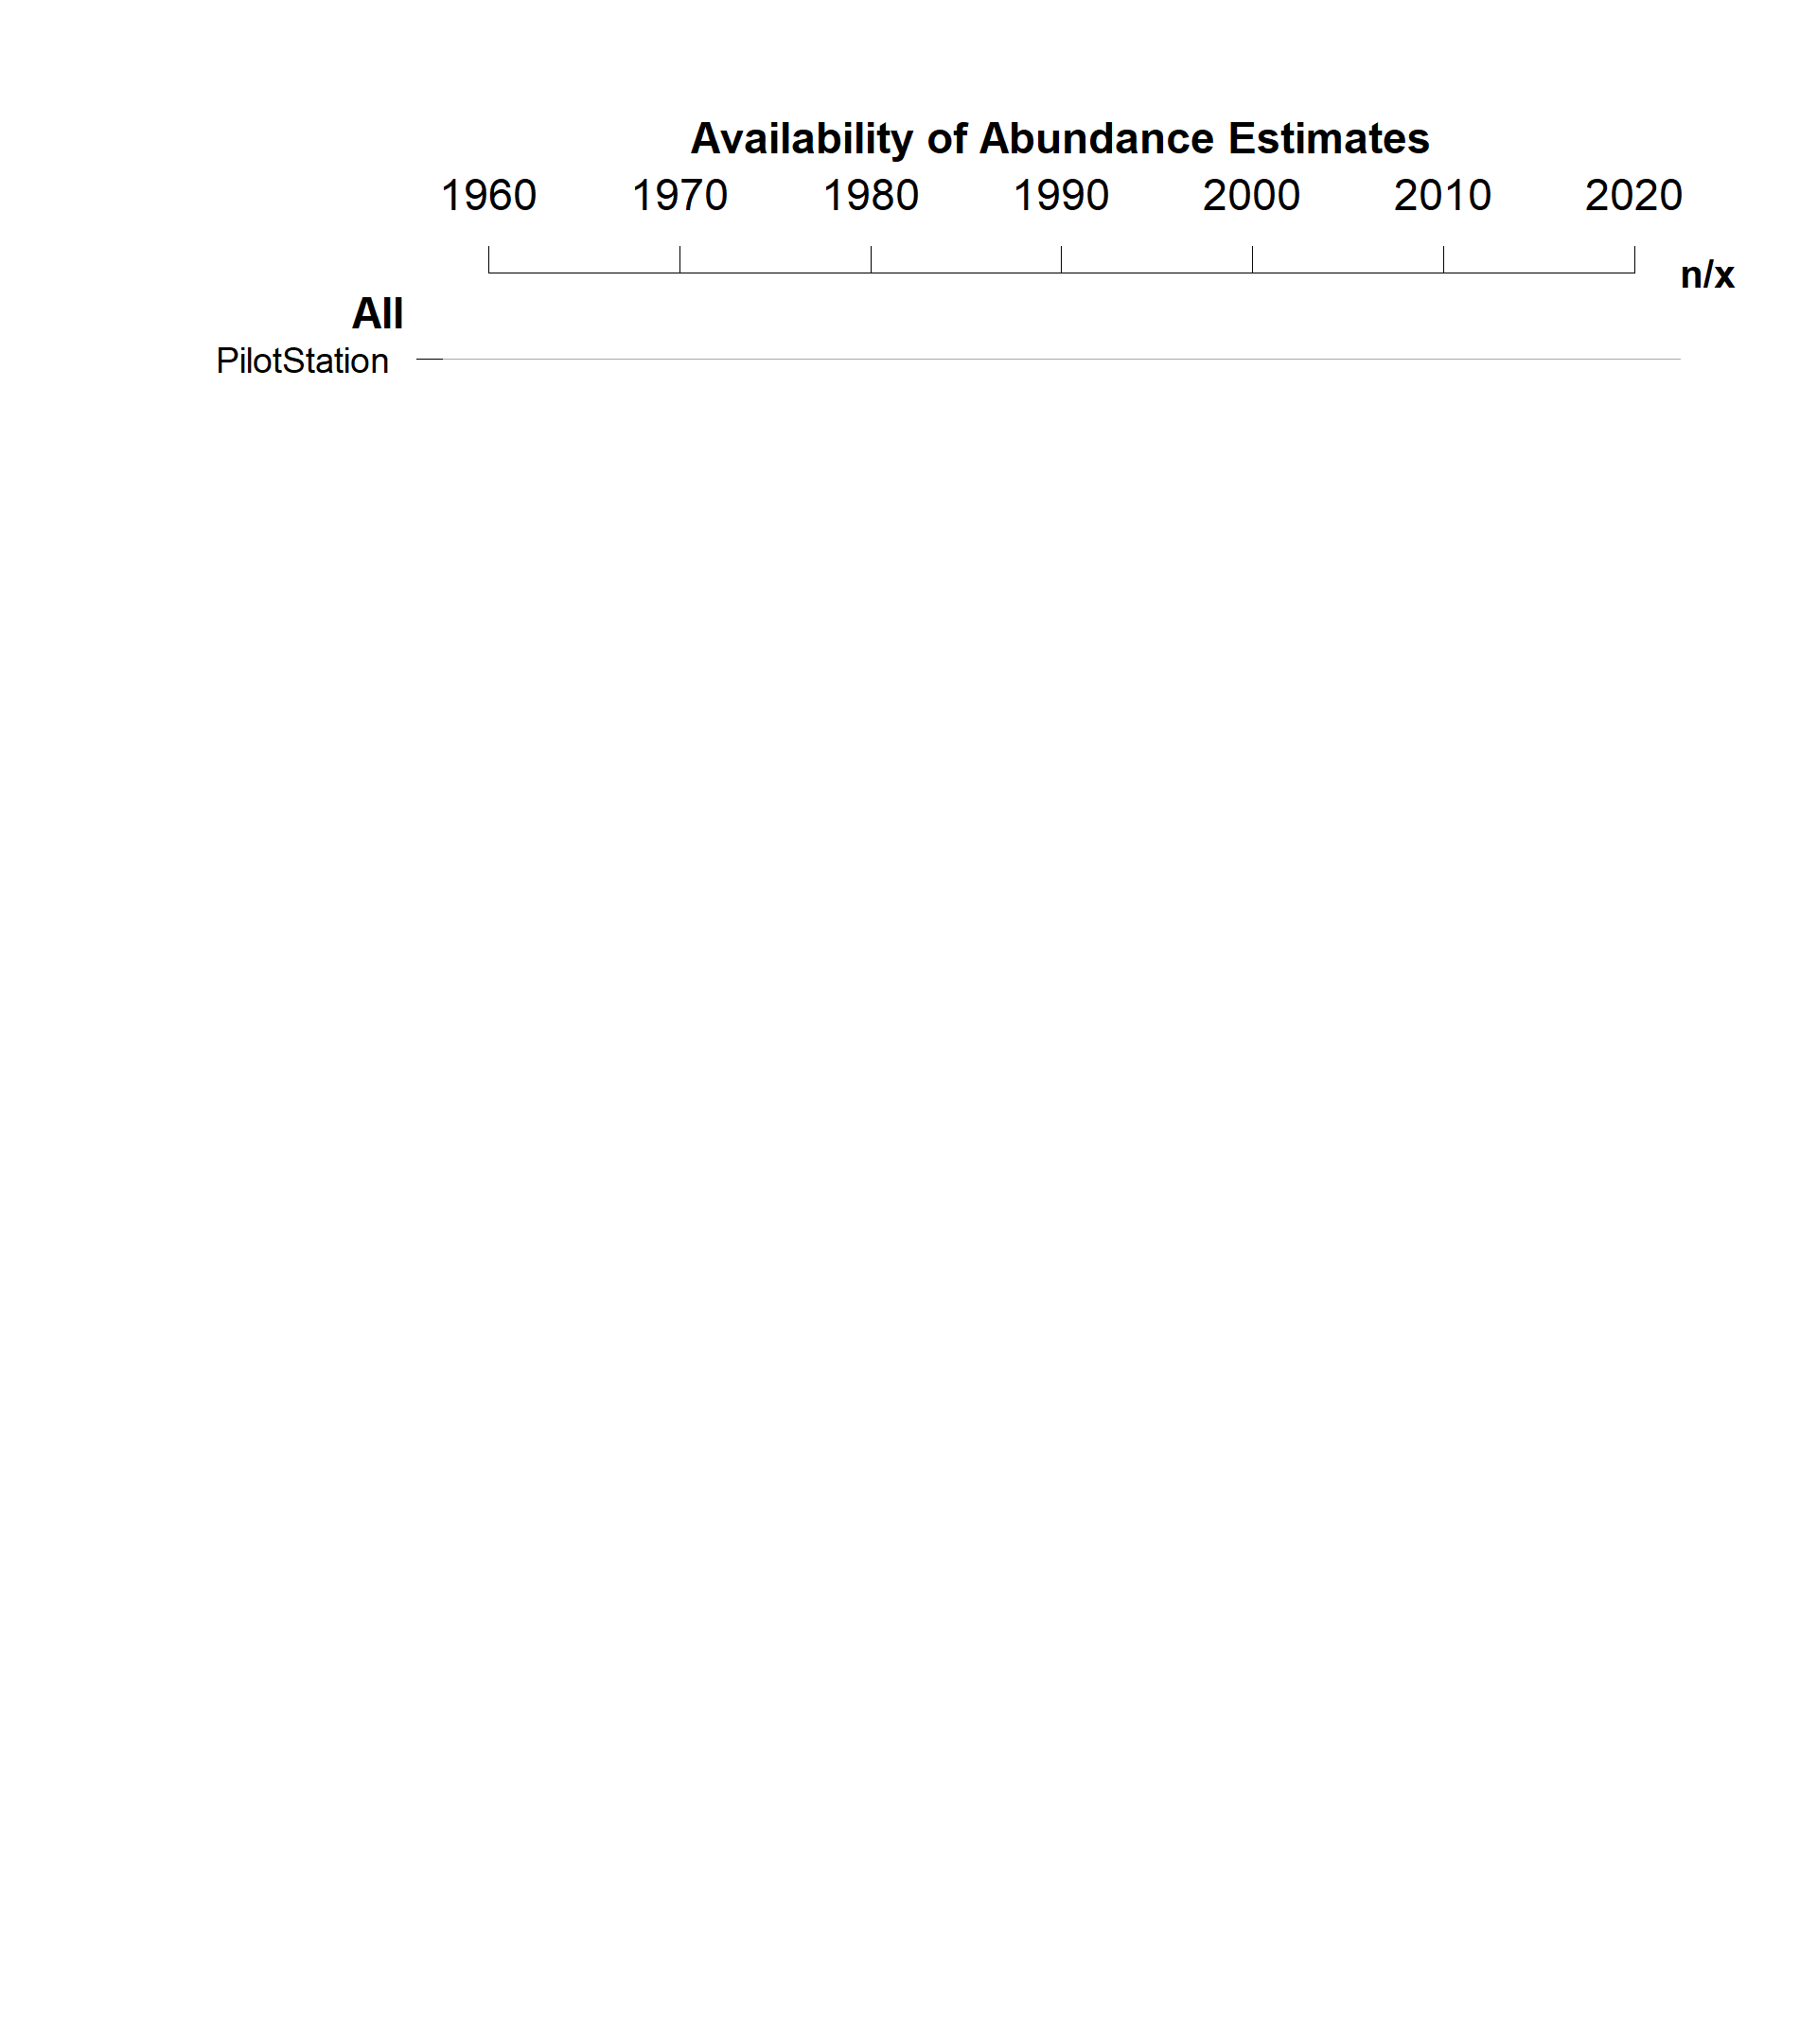 Availability of Abundance Estimates
1960 1970 1980 1990 2000 2010 2020
n/x
All
PilotStation